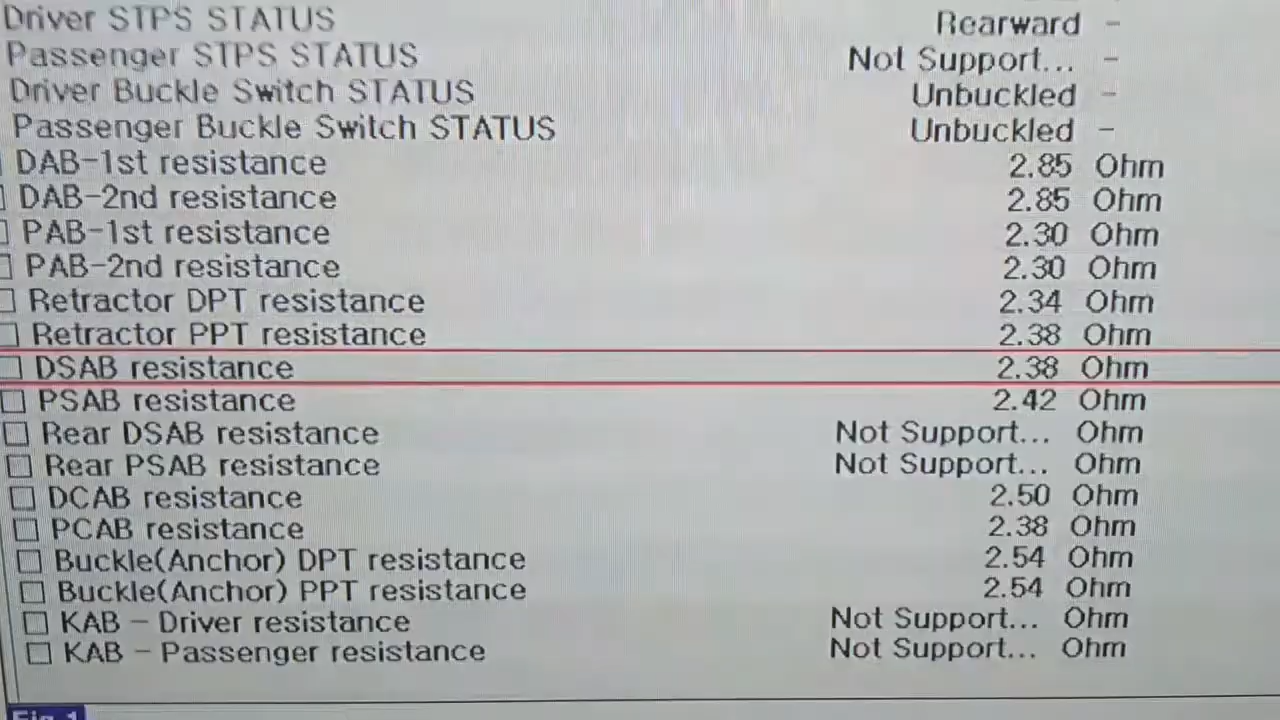 Driver STPS STATUS Rearward -
Passenger STPS STATUS Not Support... -
Driver Buckle Switch STATUS Unbuckled -
Passenger Buckle Switch STATUS Unbuckled -
DAB-1st resistance 2.85 Ohm
DAB-2nd resistance 2.85 Ohm
PAB-1st resistance 2.30 Ohm
PAB-2nd resistance 2.30 Ohm
Retractor DPT resistance 2.34 Ohm
Retractor PPT resistance 2.38 Ohm
DSAB resistance 2.38 Ohm
PSAB resistance 2.42 Ohm
Rear DSAB resistance Not Support... Ohm
Rear PSAB resistance Not Support... Ohm
DCAB resistance 2.50 Ohm
PCAB resistance 2.38 Ohm
Buckle(Anchor) DPT resistance 2.54 Ohm
Buckle(Anchor) PPT resistance 2.54 Ohm
KAB - Driver resistance Not Support... Ohm
KAB - Passenger resistance Not Support... Ohm
Fig 1